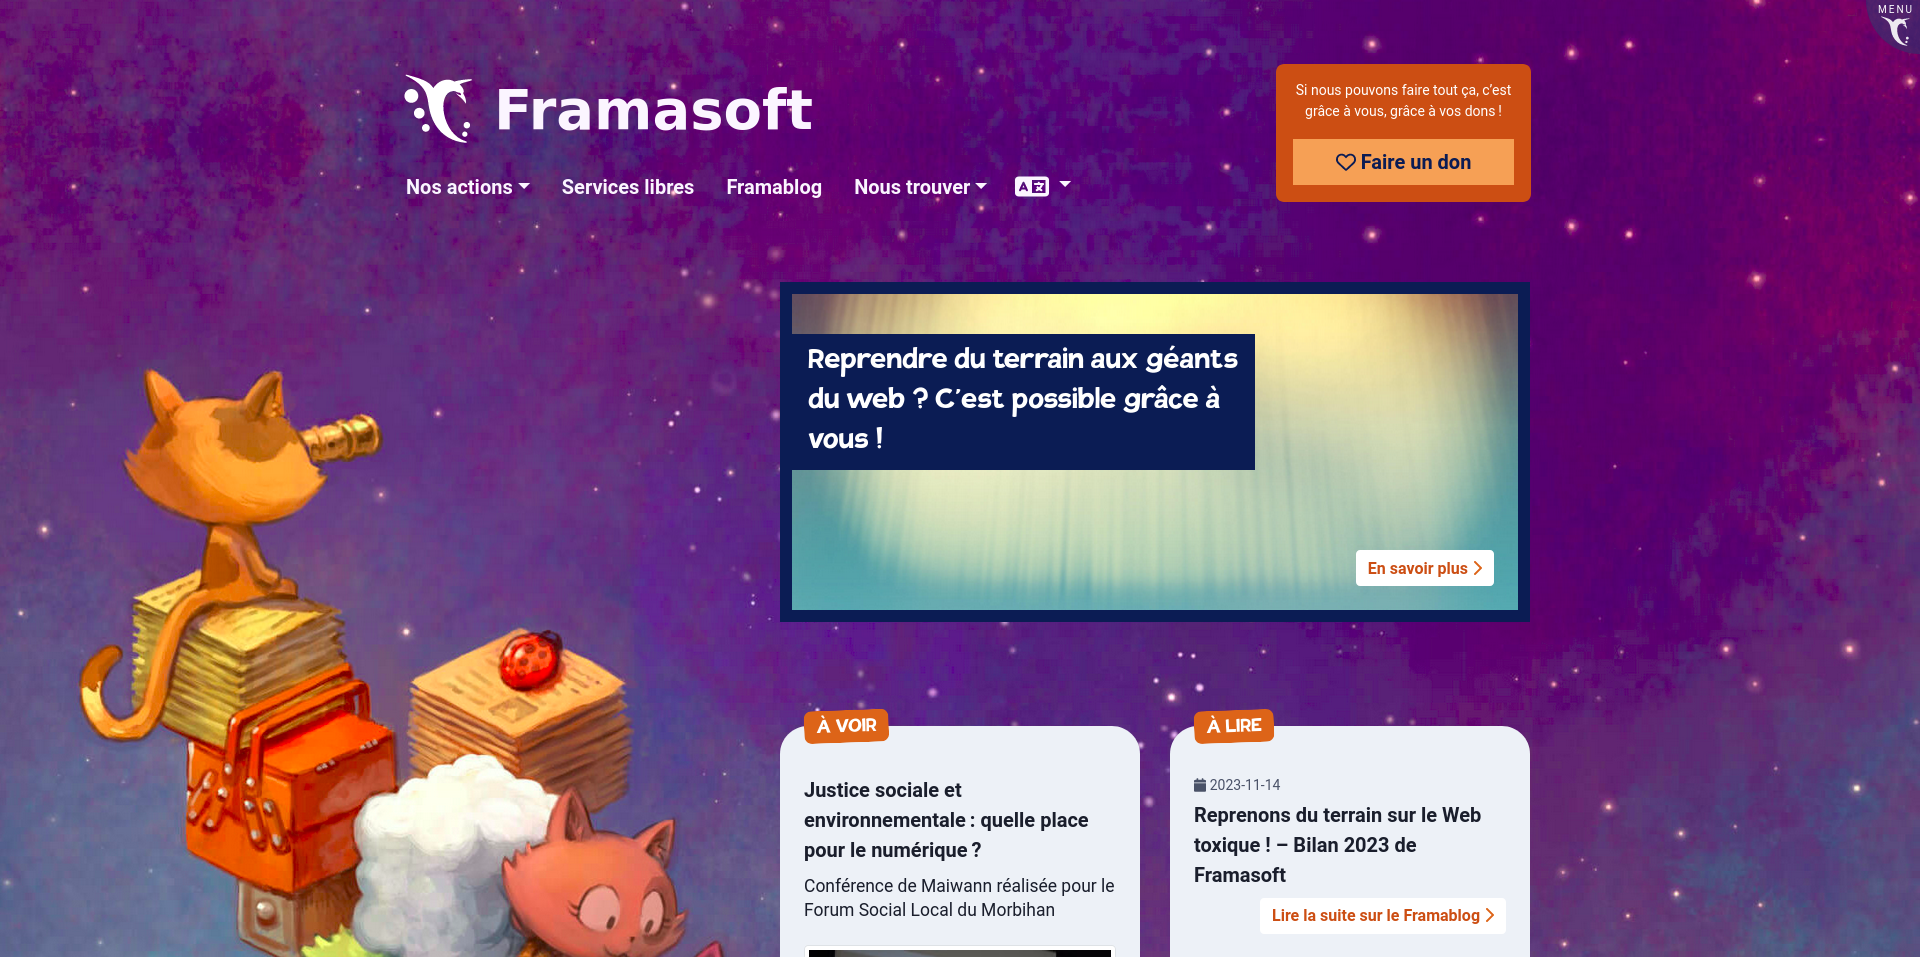 MENU
Framasoft
Si nous pouvons faire tout ça, c’est
grâce à vous, grâce à vos dons !
Faire un don
Nos actions
Services libres
Framablog
Nous trouver
Reprendre du terrain aux géants
du web ? C’est possible grâce à
vous !
En savoir plus
À VOIR
Justice sociale et
environnementale : quelle place
pour le numérique ?
Conférence de Maiwann réalisée pour le
Forum Social Local du Morbihan
À LIRE
2023-11-14
Reprenons du terrain sur le Web
toxique ! – Bilan 2023 de
Framasoft
Lire la suite sur le Framablog